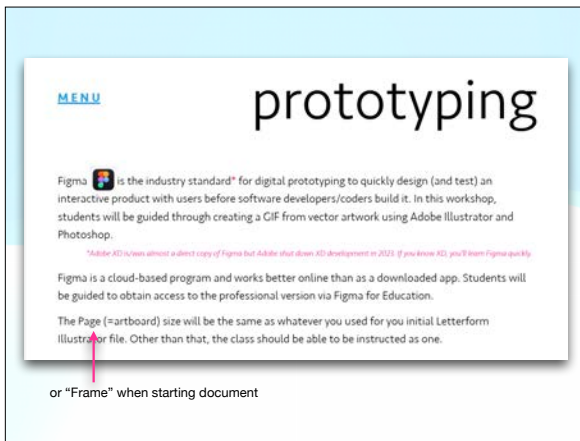 MENU
prototyping
Figma is the industry standard* for digital prototyping to quickly design (and test) an
interactive product with users before software developers/coders build it. In this workshop,
students will be guided through creating a GIF from vector artwork using Adobe Illustrator and
Photoshop.
*Adobe XD is/was almost a direct copy of Figma but Adobe shut down XD development in 2023. If you know XD, you'll learn Figma quickly.
Figma is a cloud-based program and works better online than as a downloaded app. Students will
be guided to obtain access to the professional version via Figma for Education.
The Page (=artboard) size will be the same as whatever you used for you initial Letterform
Illustrator file. Other than that, the class should be able to be instructed as one.
or “Frame” when starting document